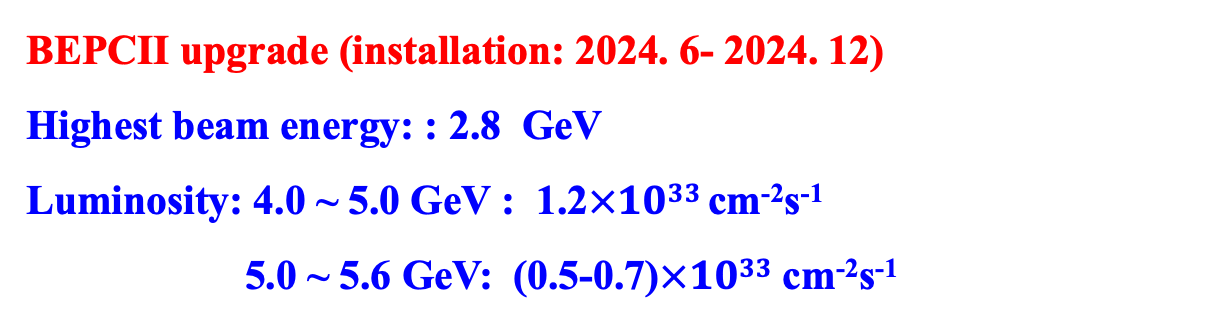 BEPCII upgrade (installation: 2024. 6- 2024. 12)
Highest beam energy: : 2.8 GeV
Luminosity: 4.0 ~ 5.0 GeV : 1.2×10³³ cm⁻²s⁻¹
5.0 ~ 5.6 GeV: (0.5-0.7)×10³³ cm⁻²s⁻¹